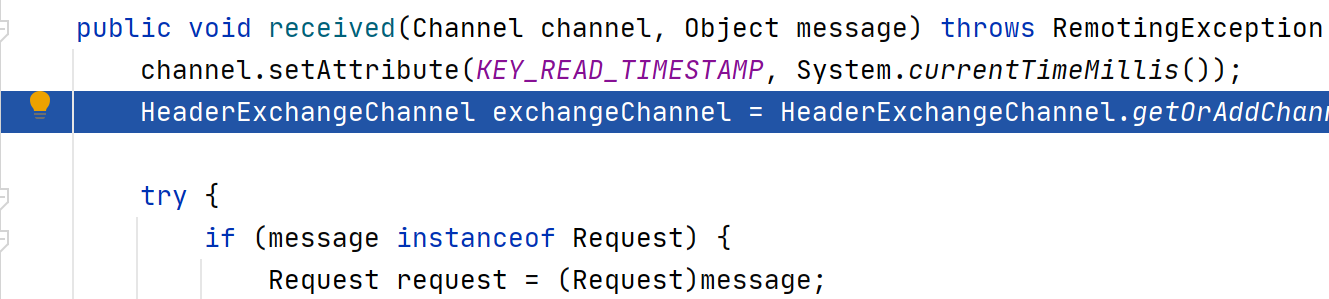 public void received(Channel channel, Object message) throws RemotingException
channel.setAttribute(KEY_READ_TIMESTAMP, System.currentTimeMillis());
HeaderExchangeChannel exchangeChannel = HeaderExchangeChannel.
try {
if (message instanceof Request) {
Request request = (Request)message;